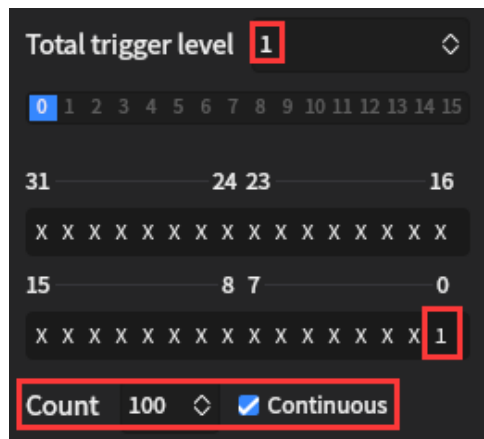 Total trigger level 1
0 1 2 3 4 5 6 7 8 9 10 11 12 13 14 15
31 24 23 16
X X X X X X X X X X X X X X X X
15 8 7 0
X X X X X X X X X X X X X X X 1
Count 100 Continuous